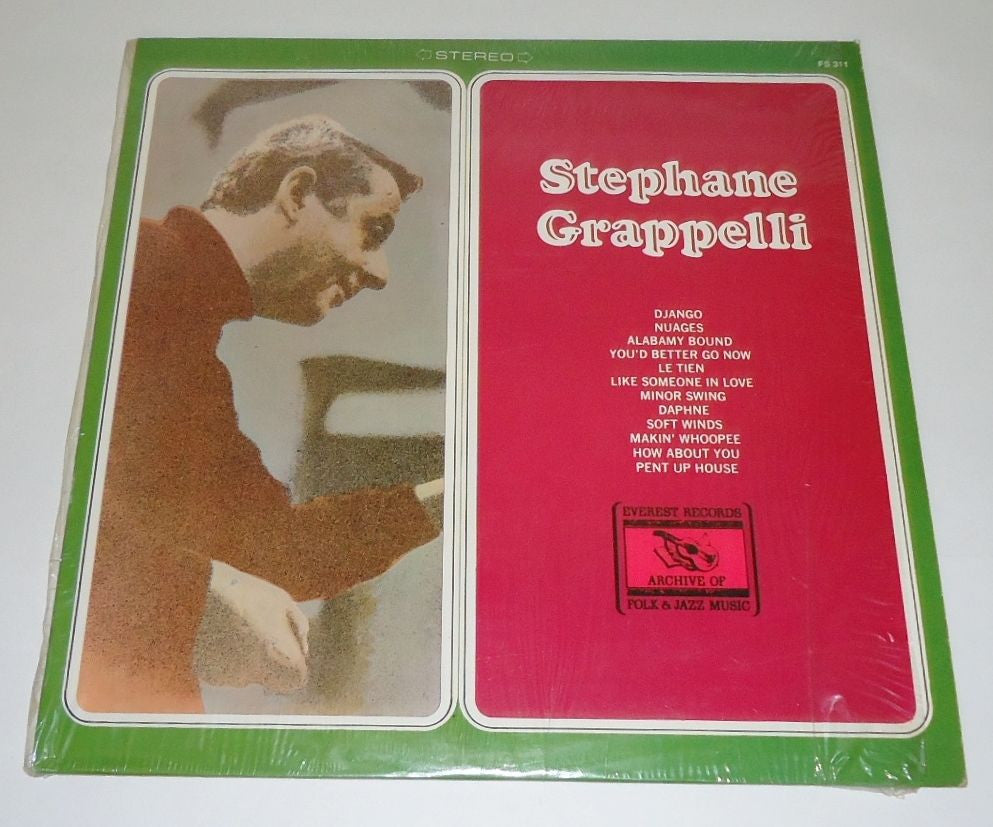 STEREO
FS 311
Stephane
Grappelli
DJANGO
NUAGES
ALABAMY BOUND
YOU'D BETTER GO NOW
LE TIEN
LIKE SOMEONE IN LOVE
MINOR SWING
DAPHNE
SOFT WINDS
MAKIN' WHOOPEE
HOW ABOUT YOU
PENT UP HOUSE
EVEREST RECORDS
ARCHIVE OF
FOLK & JAZZ MUSIC